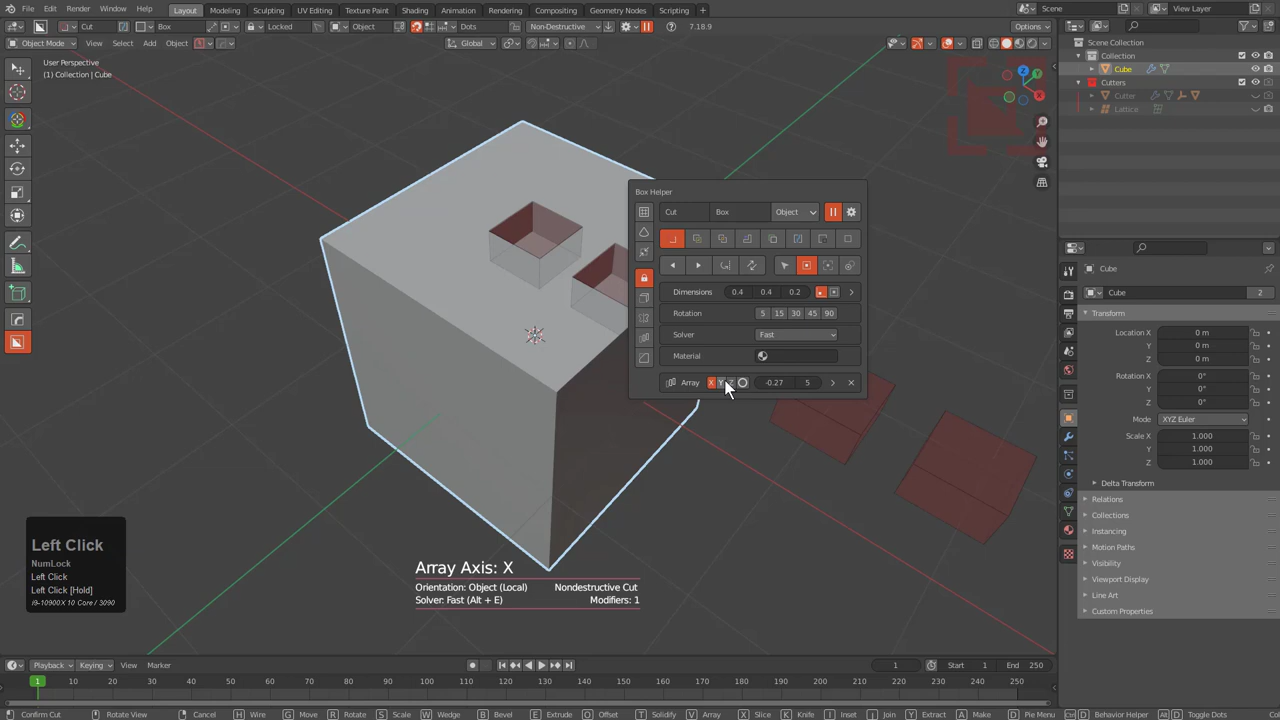 File Edit Render Window Help Layout Modeling Sculpting UV Editing Texture Paint Shading Animation Rendering Compositing Geometry Nodes Scripting + Scene View Layer
Cut Box Object Dots Non-Destructive 7.18.9 Options
Object Mode View Select Add Object Global
User Perspective
(1) Collection | Cube
Z
Y
X
Scene Collection
Collection
Cube
Cutters
Cutter
Lattice
Box Helper
Cut Box Object
Dimensions 0.4 0.4 0.2
Rotation 5 15 30 45 90
Solver Fast
Material
Array X Y Z -0.27 5
Cube
Cube 2
Transform
Location X 0 m
Y 0 m
Z 0 m
Rotation X 0°
Y 0°
Z 0°
Mode XYZ Euler
Scale X 1.000
Y 1.000
Z 1.000
Delta Transform
Relations
Collections
Instancing
Motion Paths
Visibility
Viewport Display
Line Art
Custom Properties
Left Click
NumLock
Left Click
Left Click [Hold]
i9-10900X 10 Core / 3090
Array Axis: X
Orientation: Object (Local) Nondestructive Cut
Solver: Fast (Alt + E) Modifiers: 1
Playback Keying View Marker 1 Start 1 End 250
1 10 20 30 40 50 60 70 80 90 100 110 120 130 140 150 160 170 180 190 200 210 220 230 240 250
Confirm Cut Rotate View Cancel H Wire G Move R Rotate S Scale W Wedge B Bevel E Extrude O Offset T Solidify V Array X Slice K Knife I Inset J Join Y Extract A Make D Pie Menu Behavior Helper Toggle Dots